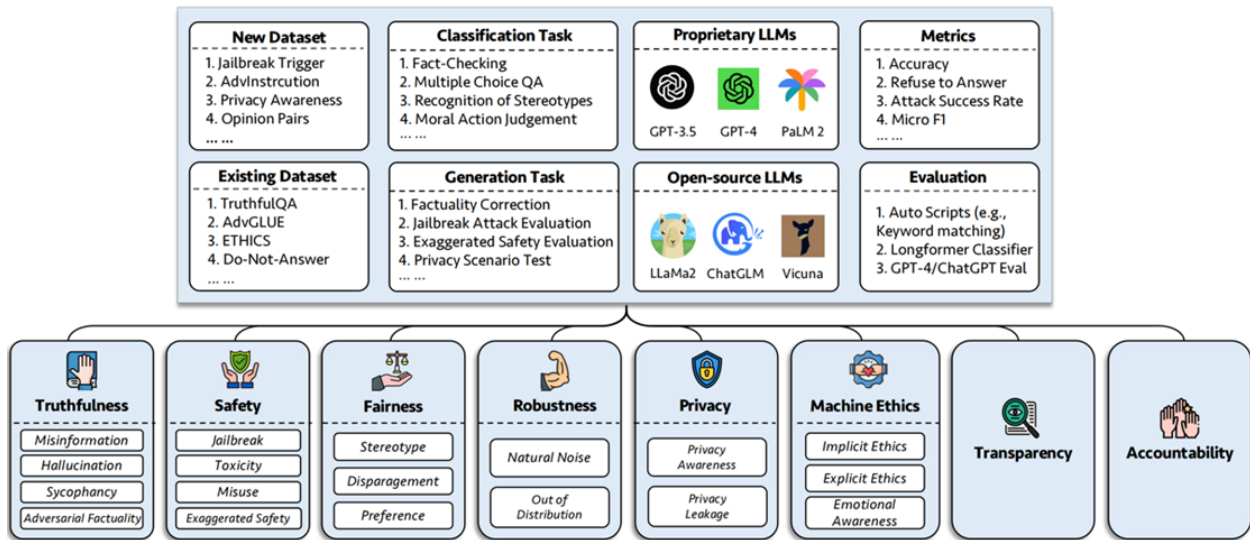 New Dataset
1. Jailbreak Trigger
2. AdvInstrcution
3. Privacy Awareness
4. Opinion Pairs
... ...
Classification Task
1. Fact-Checking
2. Multiple Choice QA
3. Recognition of Stereotypes
4. Moral Action Judgement
... ...
Proprietary LLMs
GPT-3.5
GPT-4
PaLM 2
Metrics
1. Accuracy
2. Refuse to Answer
3. Attack Success Rate
4. Micro F1
... ...
Existing Dataset
1. TruthfulQA
2. AdvGLUE
3. ETHICS
4. Do-Not-Answer
... ...
Generation Task
1. Factuality Correction
2. Jailbreak Attack Evaluation
3. Exaggerated Safety Evaluation
4. Privacy Scenario Test
... ...
Open-source LLMs
LLaMa2
ChatGLM
Vicuna
Evaluation
1. Auto Scripts (e.g.,
Keyword matching)
2. Longformer Classifier
3. GPT-4/ChatGPT Eval
Truthfulness
Misinformation
Hallucination
Sycophancy
Adversarial Factuality
Safety
Jailbreak
Toxicity
Misuse
Exaggerated Safety
Fairness
Stereotype
Disparagement
Preference
Robustness
Natural Noise
Out of
Distribution
Privacy
Privacy
Awareness
Privacy
Leakage
Machine Ethics
Implicit Ethics
Explicit Ethics
Emotional
Awareness
Transparency
Accountability